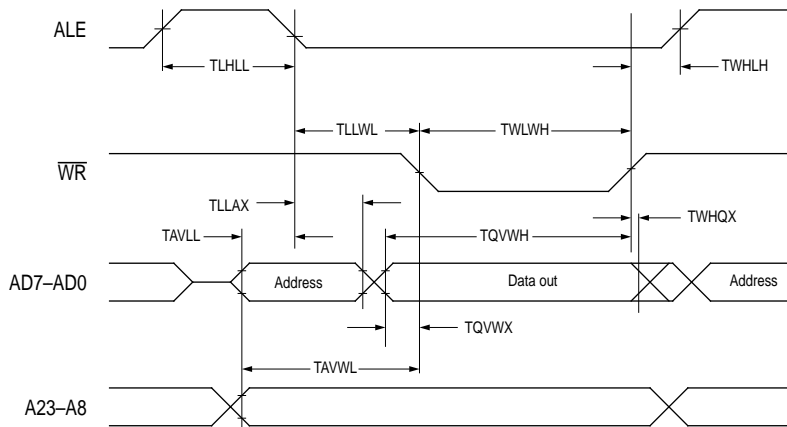 ALE
TLHLL
TWHLH
TLLWL
TWLWH
WR
TLLAX
TWHQX
TAVLL
TQVWH
AD7–AD0
Address
Data out
Address
TQVWX
TAVWL
A23–A8